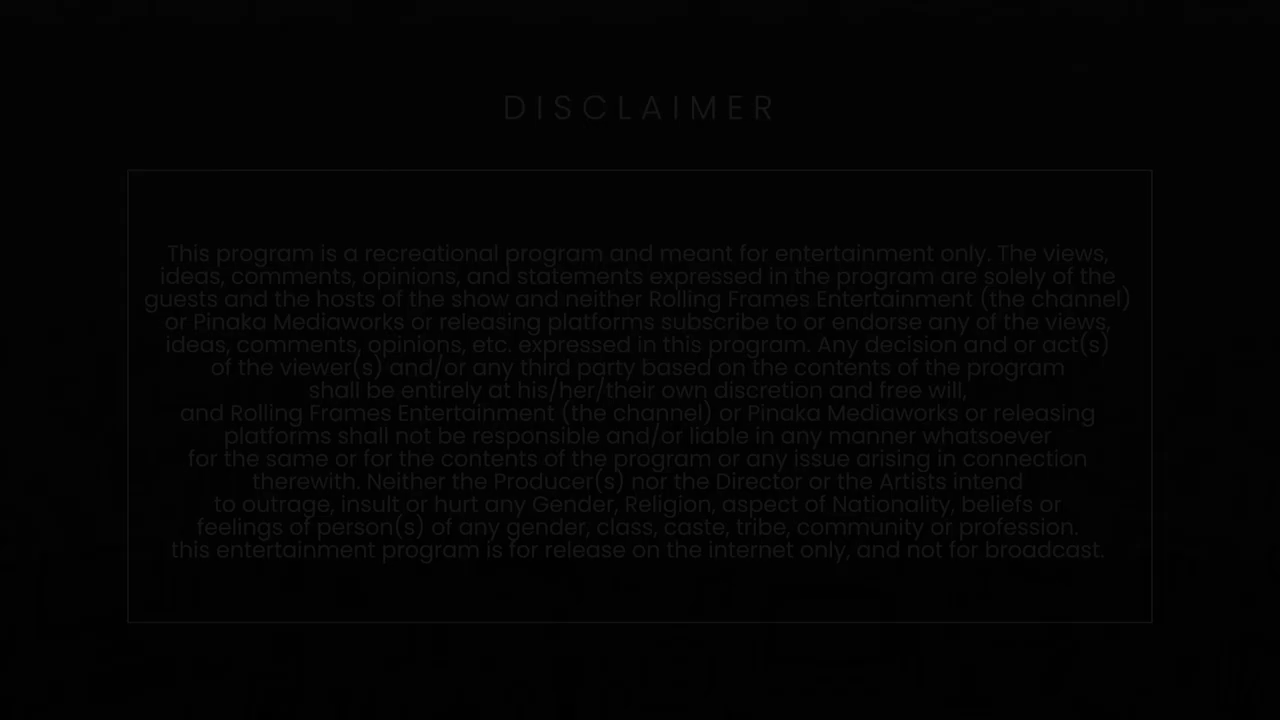 DISCLAIMER
This program is a recreational program and meant for entertainment only. The views,
ideas, comments, opinions, and statements expressed in the program are solely of the
guests and the hosts of the show and neither Rolling Frames Entertainment (the channel)
or Pinaka Mediaworks or releasing platforms subscribe to or endorse any of the views,
ideas, comments, opinions, etc. expressed in this program. Any decision and or act(s)
of the viewer(s) and/or any third party based on the contents of the program
shall be entirely at his/her/their own discretion and free will,
and Rolling Frames Entertainment (the channel) or Pinaka Mediaworks or releasing
platforms shall not be responsible and/or liable in any manner whatsoever
for the same or for the contents of the program or any issue arising in connection
therewith. Neither the Producer(s) nor the Director or the Artists intend
to outrage, insult or hurt any Gender, Religion, aspect of Nationality, beliefs or
feelings of person(s) of any gender, class, caste, tribe, community or profession.
this entertainment program is for release on the internet only, and not for broadcast.